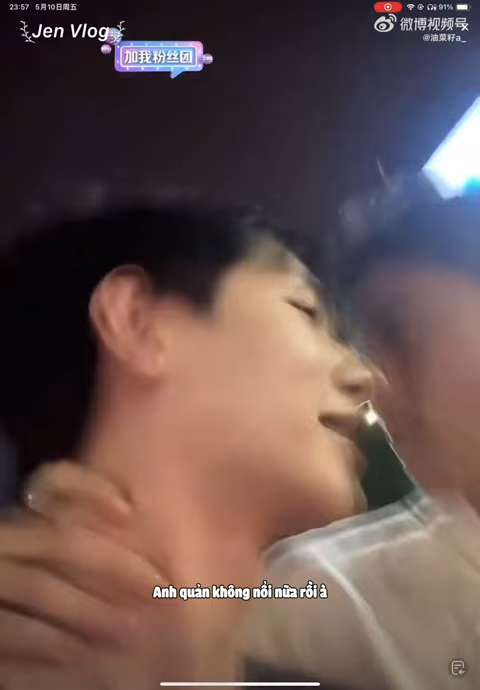 23:57 5月10日周五
91%
Jen Vlog
微博视频号
@油菜籽a_
加我粉丝团
Anh quản không nổi nữa rồi à